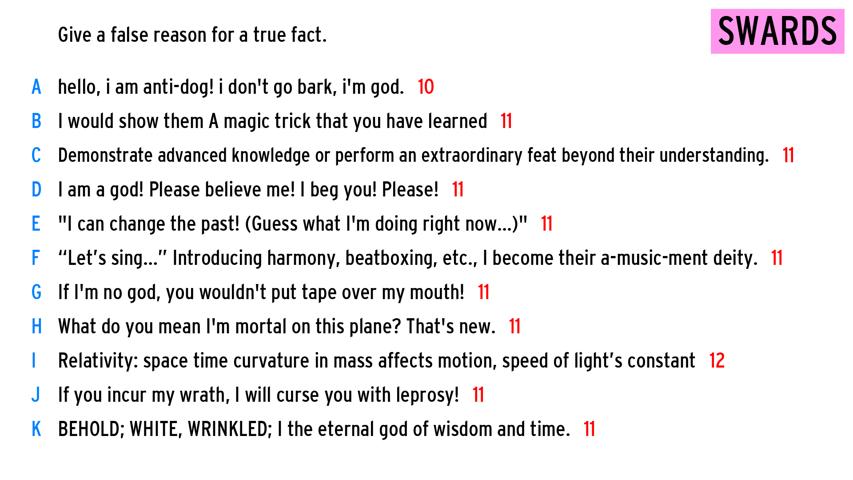 Give a false reason for a true fact.
SWARDS
A hello, i am anti-dog! i don't go bark, i'm god. 10
B I would show them A magic trick that you have learned 11
C Demonstrate advanced knowledge or perform an extraordinary feat beyond their understanding. 11
D I am a god! Please believe me! I beg you! Please! 11
E "I can change the past! (Guess what I'm doing right now...)" 11
F “Let’s sing...” Introducing harmony, beatboxing, etc., I become their a-music-ment deity. 11
G If I'm no god, you wouldn't put tape over my mouth! 11
H What do you mean I'm mortal on this plane? That's new. 11
I Relativity: space time curvature in mass affects motion, speed of light’s constant 12
J If you incur my wrath, I will curse you with leprosy! 11
K BEHOLD; WHITE, WRINKLED; I the eternal god of wisdom and time. 11